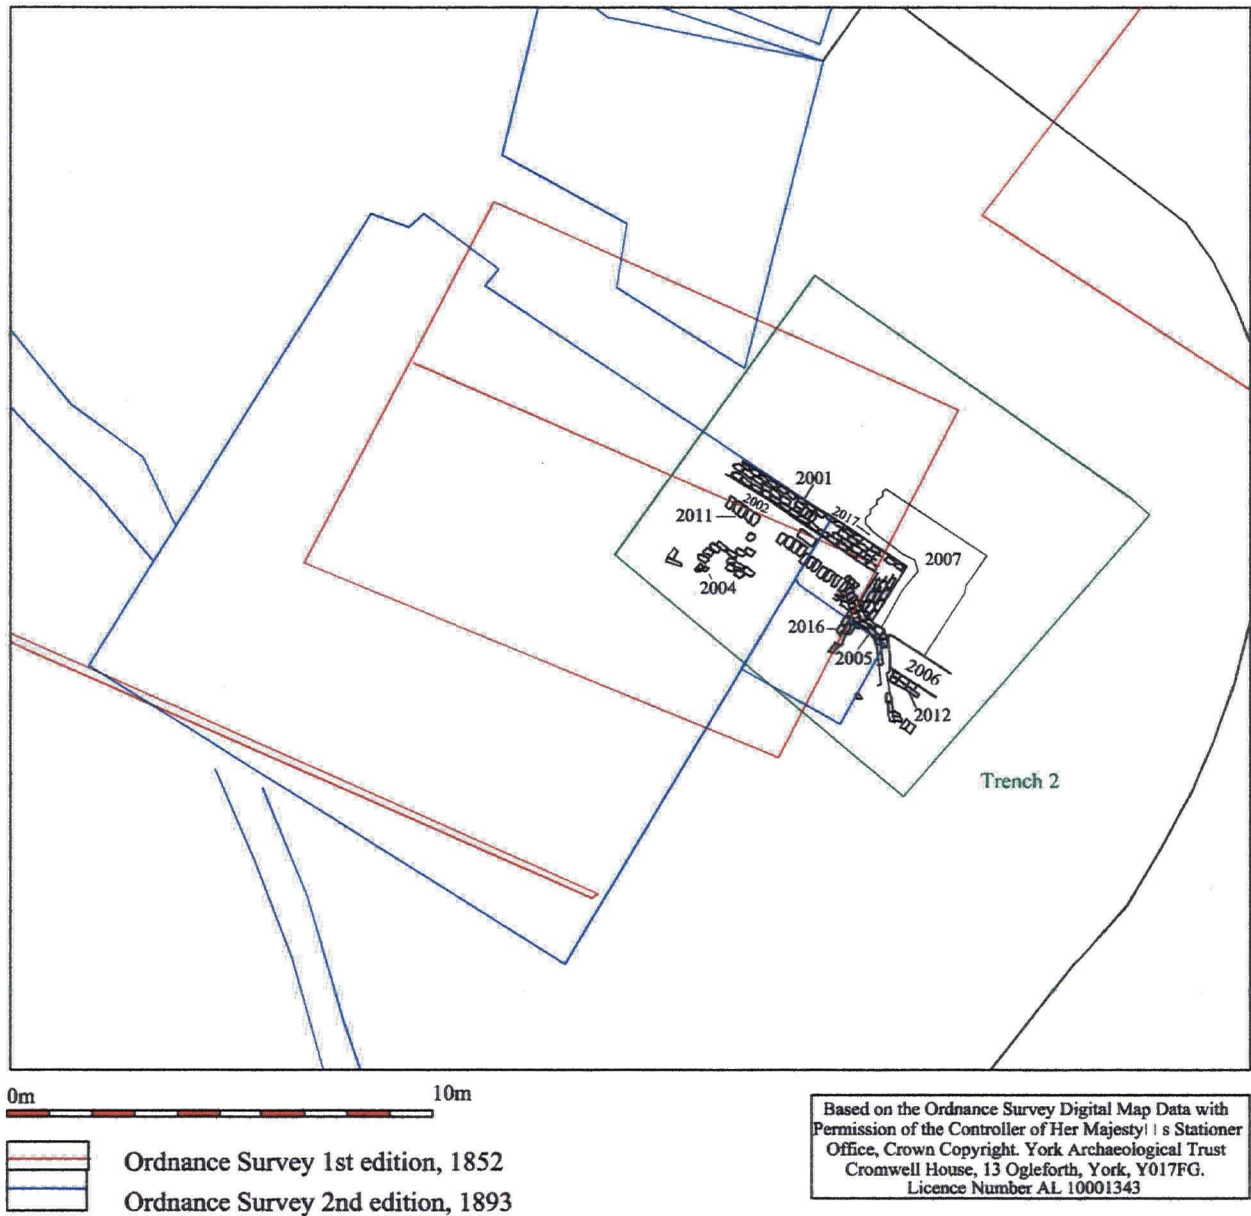 2001
2002
2017
2011
2007
2004
2016
2005
2006
2012
Trench 2
0m
10m
Ordnance Survey 1st edition, 1852
Ordnance Survey 2nd edition, 1893
Based on the Ordnance Survey Digital Map Data with
Permission of the Controller of Her Majesty| | s Stationer
Office, Crown Copyright. York Archaeological Trust
Cromwell House, 13 Ogleforth, York, Y017FG.
Licence Number AL 10001343